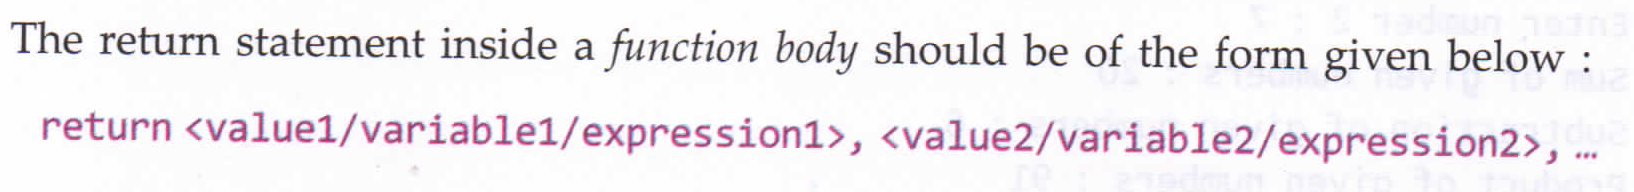 The return statement inside a function body should be of the form given below :
return <value1/variable1/expression1>, <value2/variable2/expression2>, …